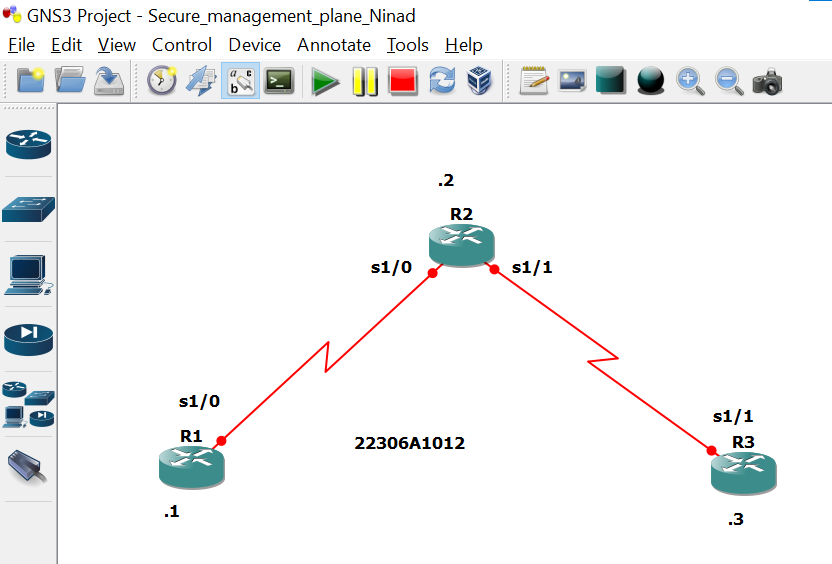 GNS3 Project - Secure_management_plane_Ninad
File Edit View Control Device Annotate Tools Help
a c
b
.2
R2
s1/0 s1/1
s1/0
R1
22306A1012
s1/1
R3
.1
.3